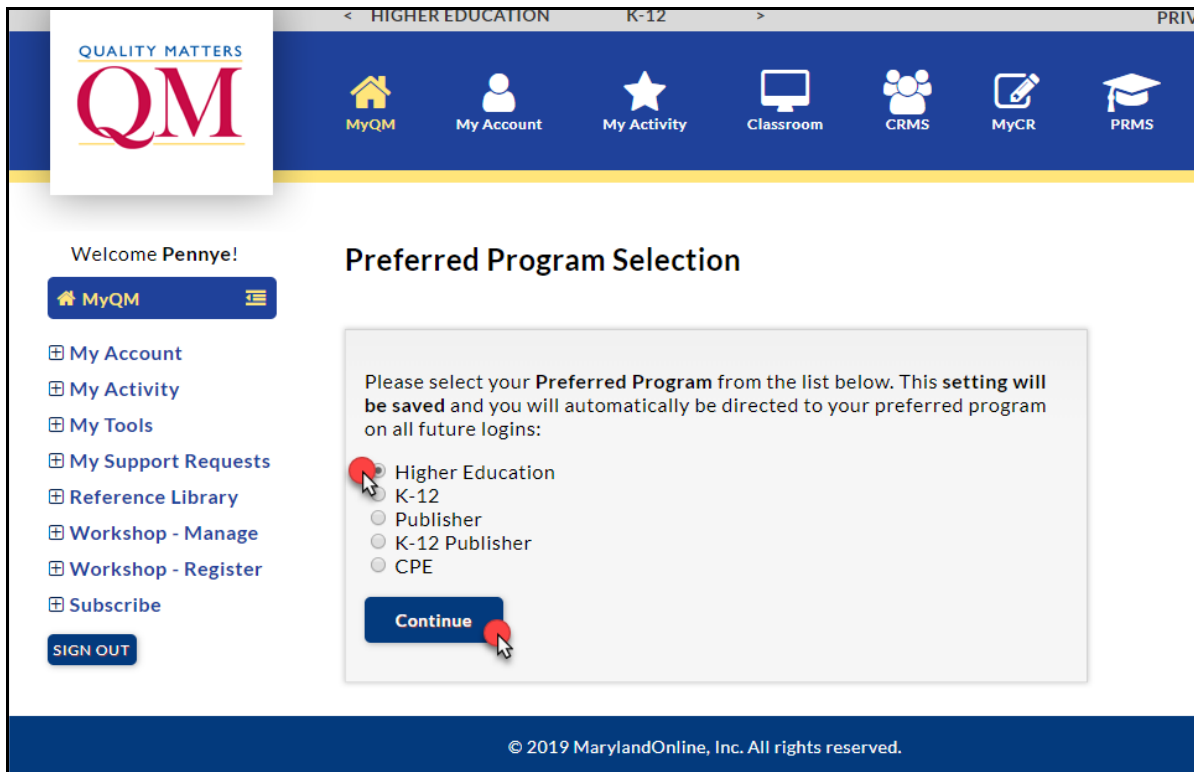 < HIGHER EDUCATION K-12 >
QUALITY MATTERS
QM
MyQM My Account My Activity Classroom CRMS MyCR PRMS
Welcome Pennye!
MyQM
My Account
My Activity
My Tools
My Support Requests
Reference Library
Workshop - Manage
Workshop - Register
Subscribe
SIGN OUT
Preferred Program Selection
Please select your Preferred Program from the list below. This setting will
be saved and you will automatically be directed to your preferred program
on all future logins:
Higher Education
K-12
Publisher
K-12 Publisher
CPE
Continue
© 2019 MarylandOnline, Inc. All rights reserved.